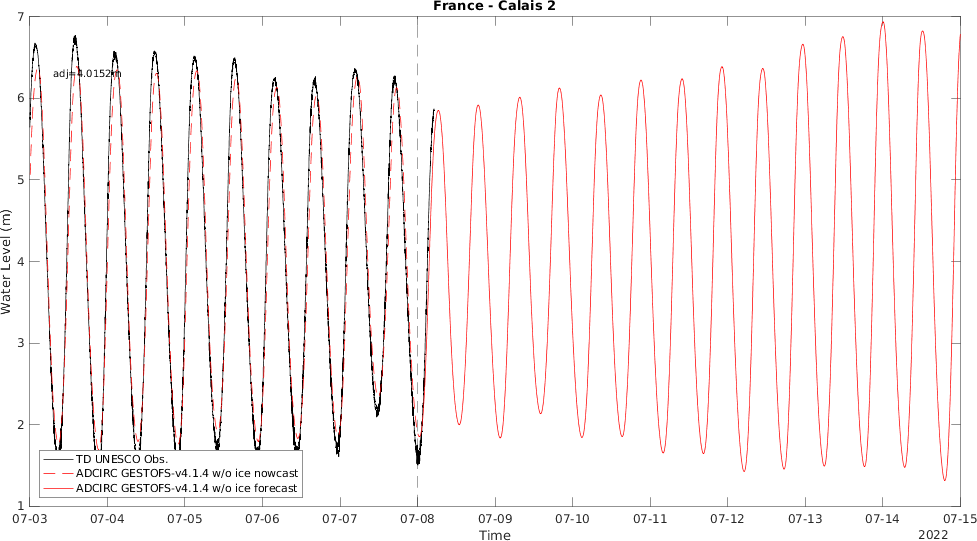 France - Calais 2
7
6
5
4
3
2
1
Water Level (m)
adj=4.0152m
TD UNESCO Obs.
ADCIRC GESTOFS-v4.1.4 w/o ice nowcast
ADCIRC GESTOFS-v4.1.4 w/o ice forecast
07-03 07-04 07-05 07-06 07-07 07-08 07-09 07-10 07-11 07-12 07-13 07-14 07-15
Time
2022